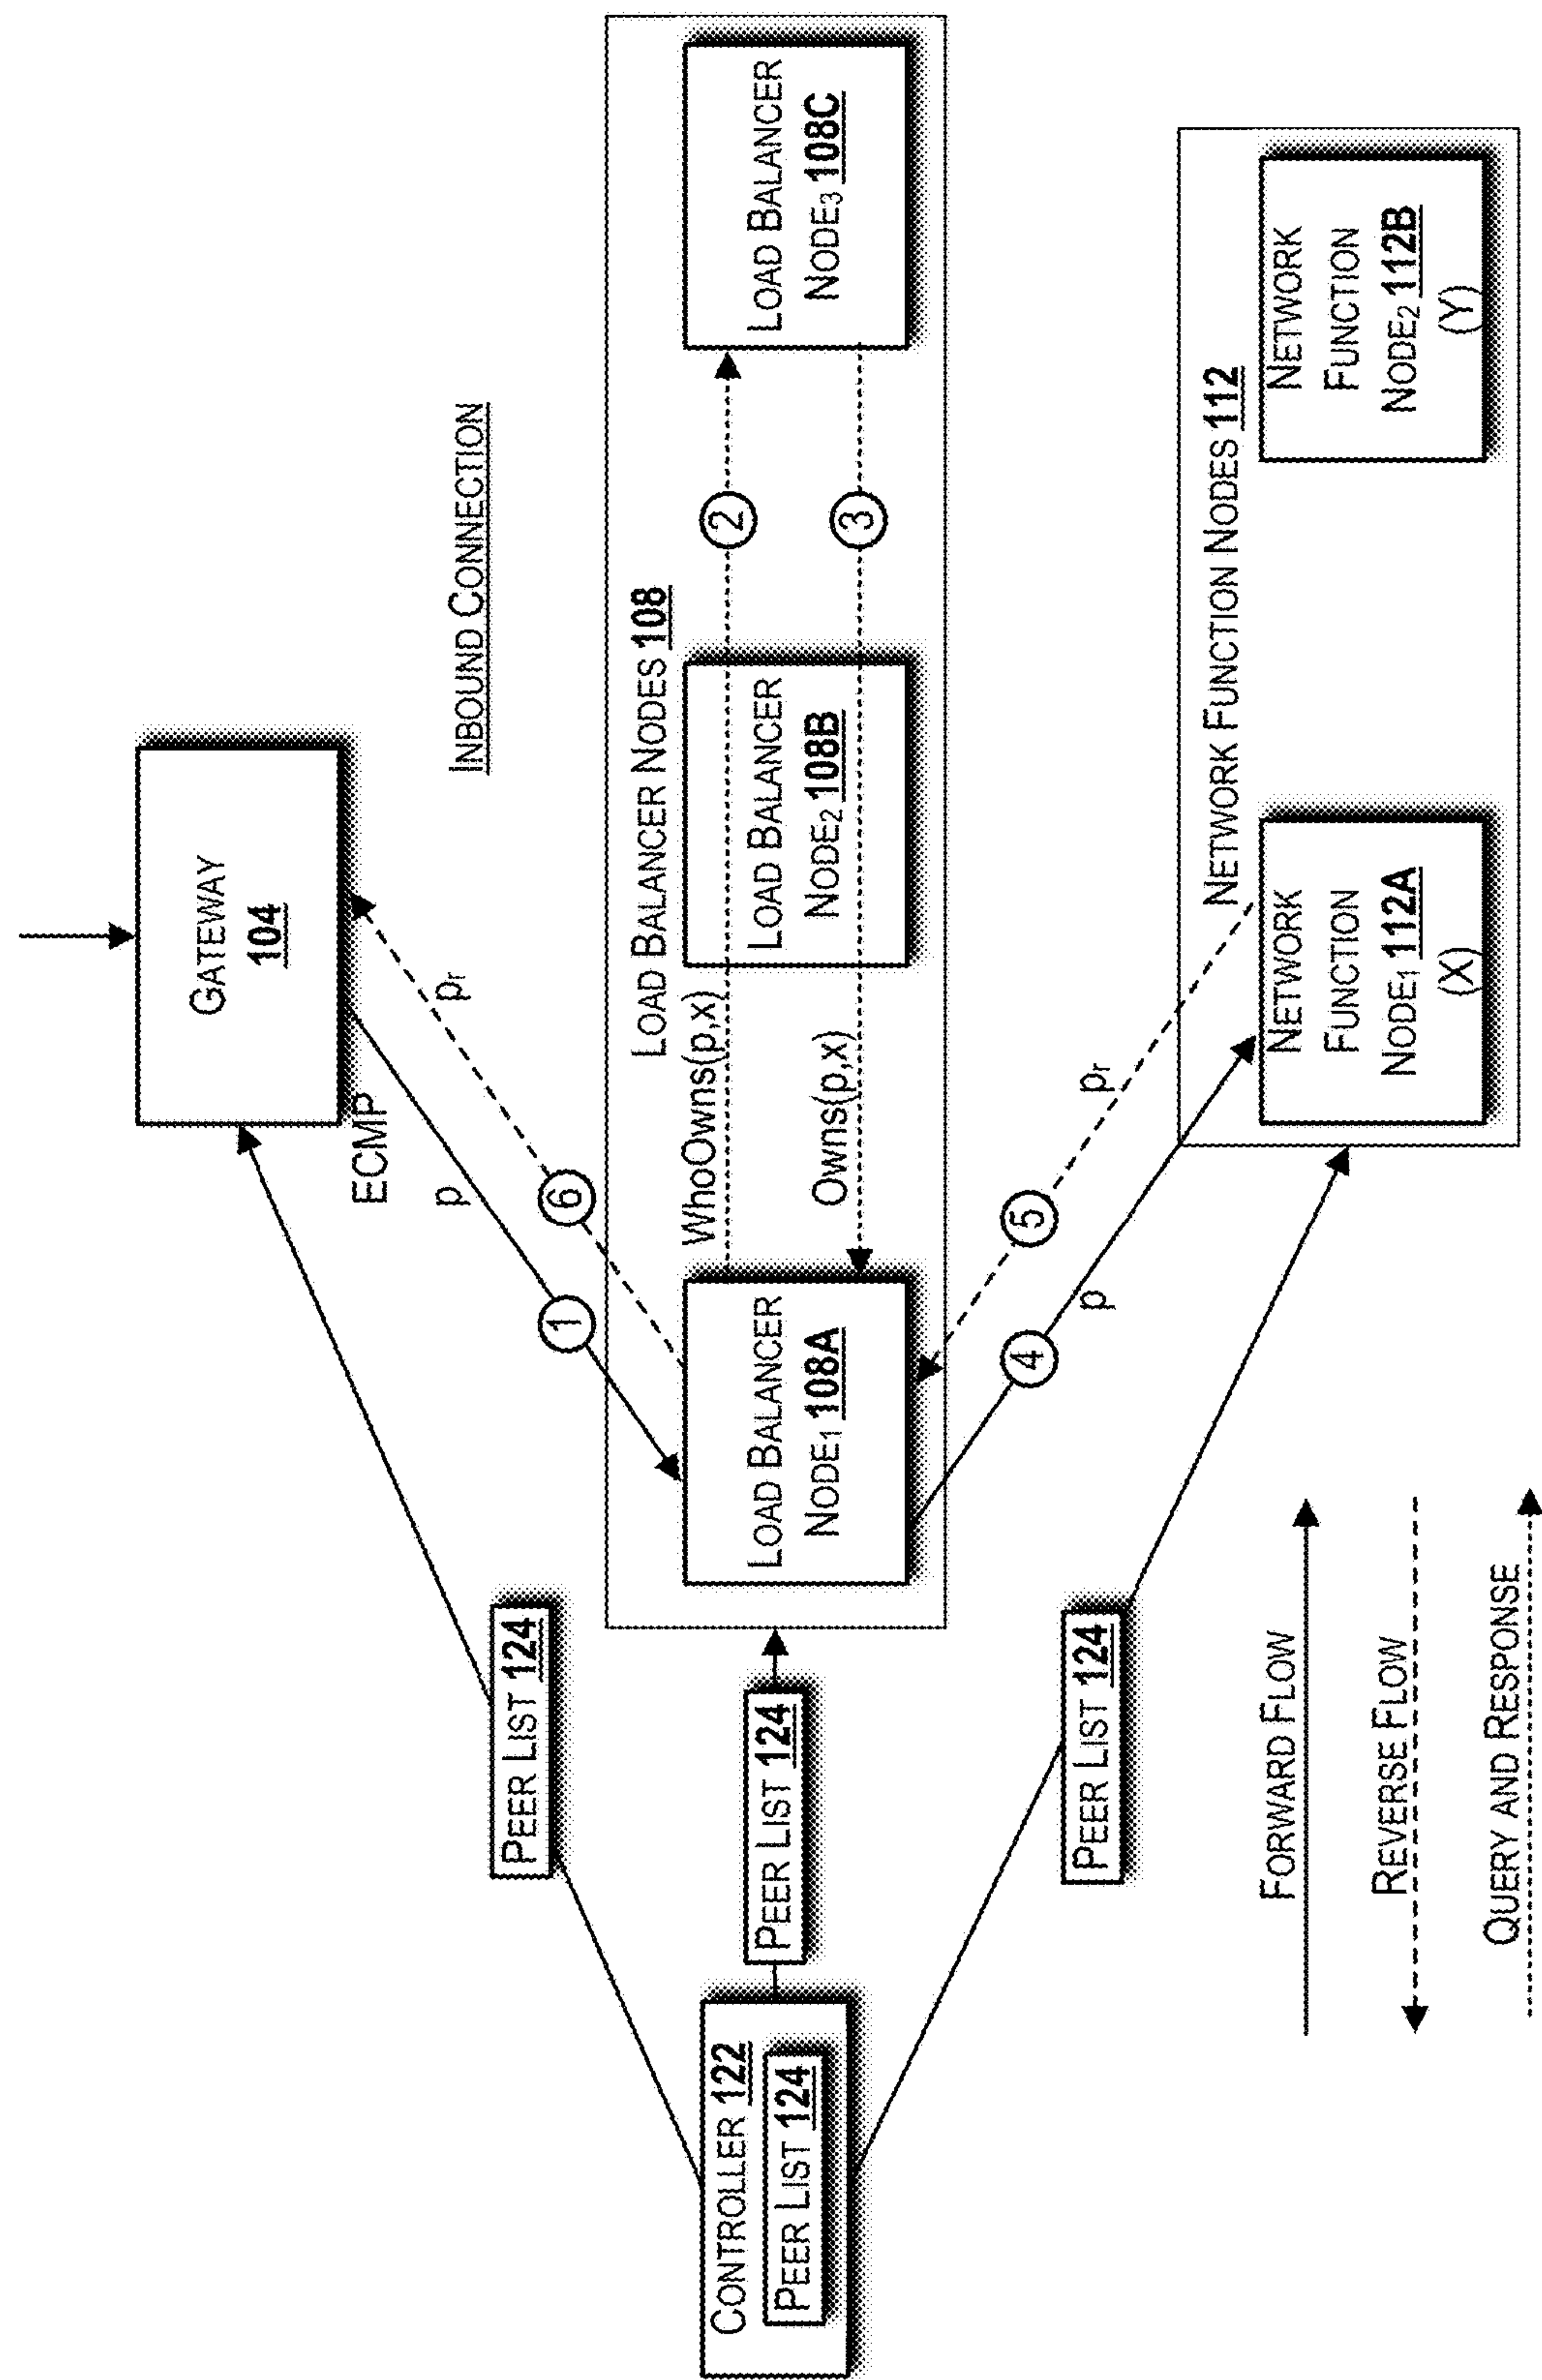 INBOUND CONNECTION
GATEWAY
104
ECMP
p
pr
1
6
PEER LIST 124
LOAD BALANCER NODES 108
CONTROLLER 122
PEER LIST 124
PEER LIST 124
LOAD BALANCER
NODE1 108A
WhoOwns(p,x)
Owns(p,x)
LOAD BALANCER
NODE2 108B
2
3
LOAD BALANCER
NODE3 108C
4
5
p
pr
PEER LIST 124
NETWORK FUNCTION NODES 112
NETWORK
FUNCTION
NODE1 112A
(X)
NETWORK
FUNCTION
NODE2 112B
(Y)
FORWARD FLOW
REVERSE FLOW
QUERY AND RESPONSE